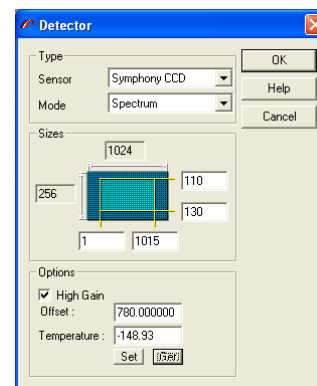 Detector
Type
OK
Sensor Symphony CCD
Help
Mode Spectrum
Cancel
Sizes
1024
256
110
130
1 1015
Options
High Gain
Offset : 780.000000
Temperature : -148.93
Set Get